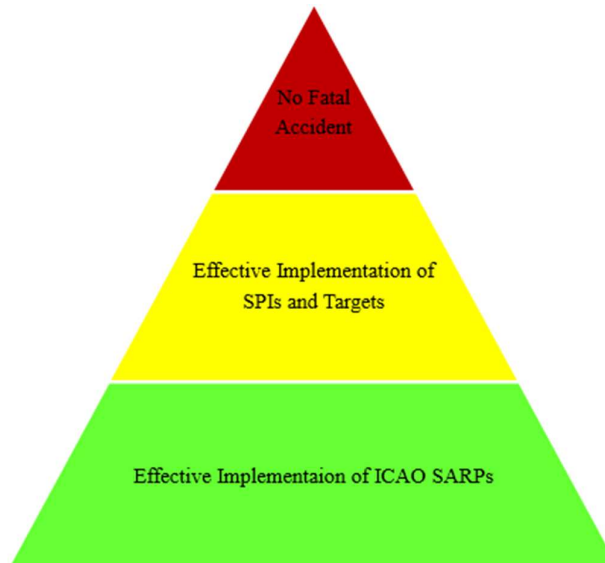 No Fatal
Accident
Effective Implementation of
SPIs and Targets
Effective Implementaion of ICAO SARPs